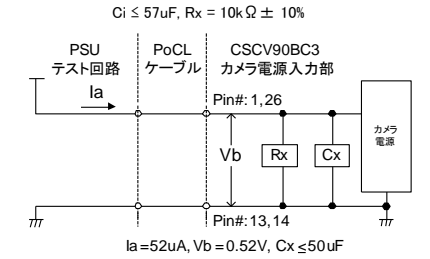 Ci ≤ 57uF, Rx = 10kΩ ± 10%
PSU
テスト回路
PoCL
ケーブル
CSCV90BC3
カメラ電源入力部
Ia
Pin#: 1,26
Vb
Rx
Cx
カメラ
電源
Pin#: 13,14
Ia=52uA, Vb = 0.52V, Cx ≤50uF